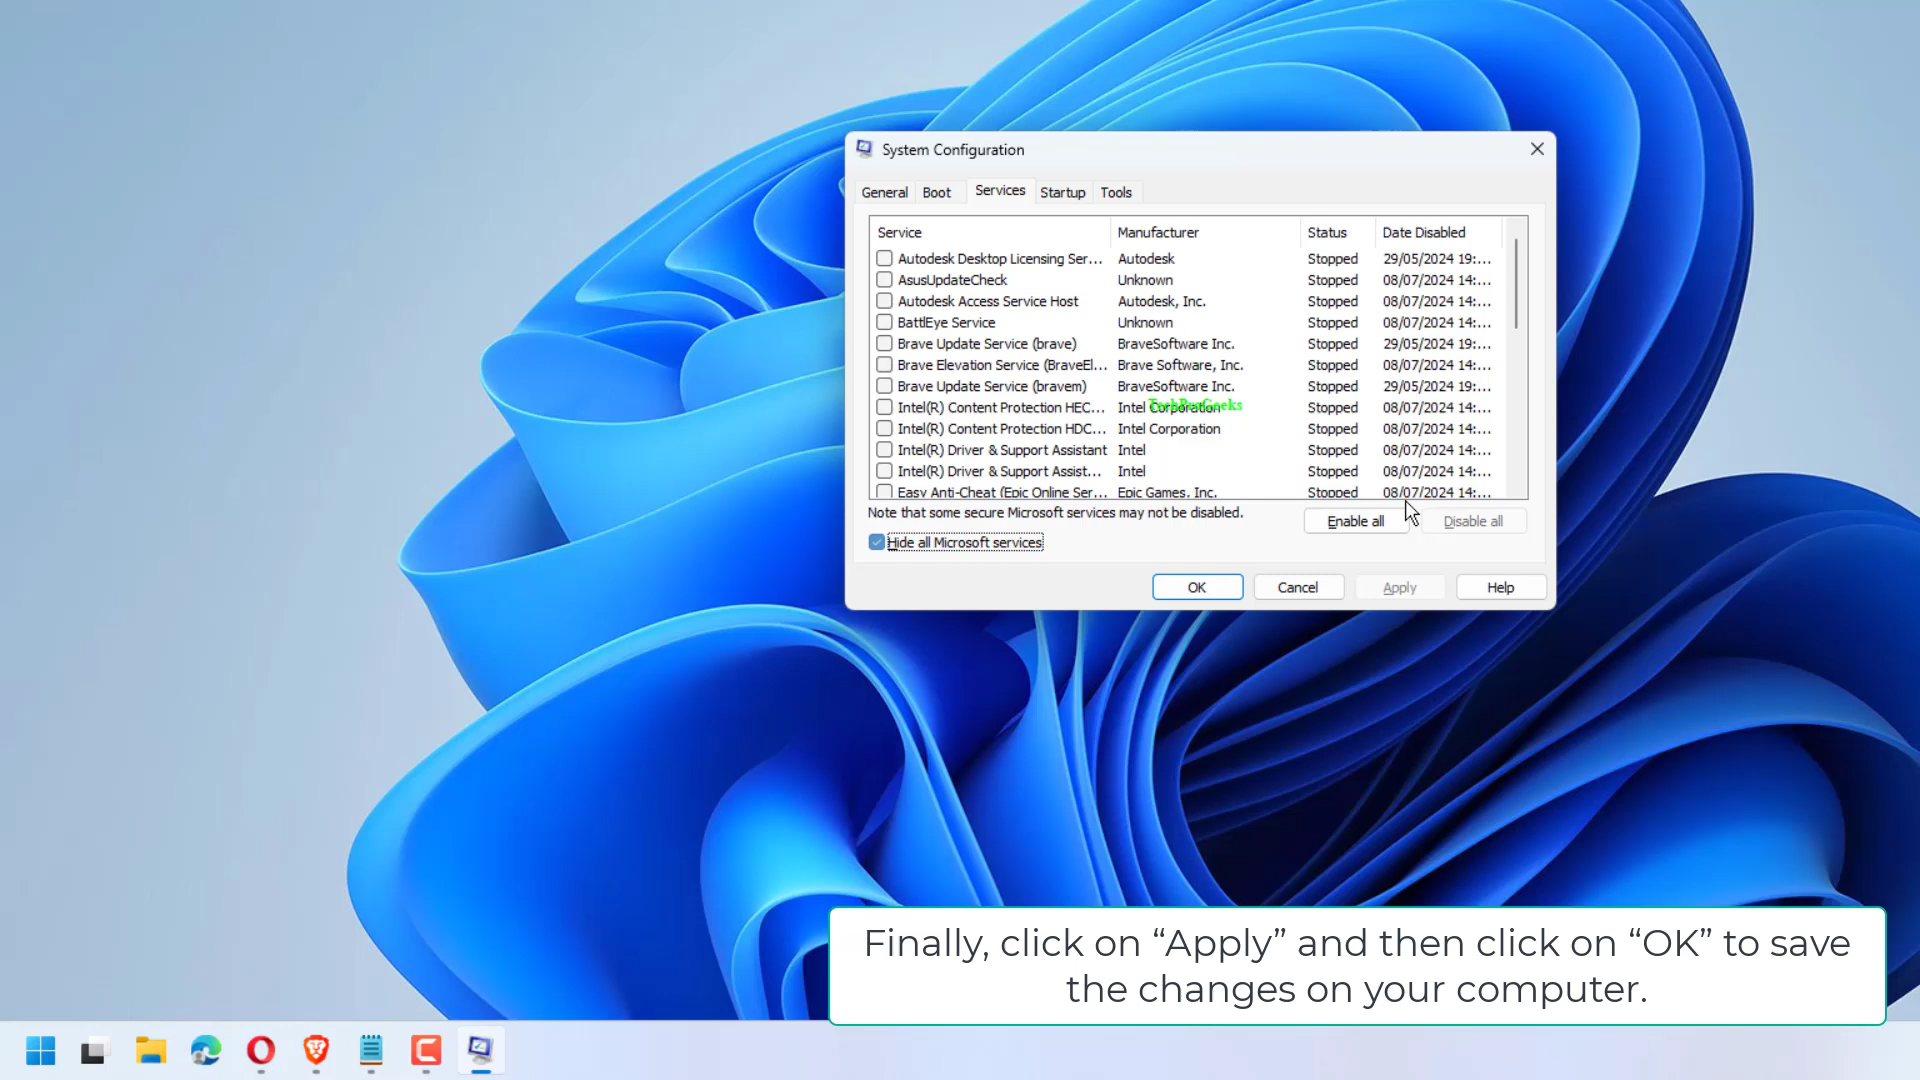 System Configuration
General Boot Services Startup Tools
Service Manufacturer Status Date Disabled
Autodesk Desktop Licensing Ser... Autodesk Stopped 29/05/2024 19:...
AsusUpdateCheck Unknown Stopped 08/07/2024 14:...
Autodesk Access Service Host Autodesk, Inc. Stopped 08/07/2024 14:...
BattlEye Service Unknown Stopped 08/07/2024 14:...
Brave Update Service (brave) BraveSoftware Inc. Stopped 29/05/2024 19:...
Brave Elevation Service (BraveEl... Brave Software, Inc. Stopped 08/07/2024 14:...
Brave Update Service (bravem) BraveSoftware Inc. Stopped 29/05/2024 19:...
TechProGeeks
Intel(R) Content Protection HEC... Intel Corporation Stopped 08/07/2024 14:...
Intel(R) Content Protection HDC... Intel Corporation Stopped 08/07/2024 14:...
Intel(R) Driver & Support Assistant Intel Stopped 08/07/2024 14:...
Intel(R) Driver & Support Assist... Intel Stopped 08/07/2024 14:...
Easy Anti-Cheat (Epic Online Ser... Epic Games, Inc. Stopped 08/07/2024 14:...
Note that some secure Microsoft services may not be disabled.
Enable all Disable all
Hide all Microsoft services
OK Cancel Apply Help
Finally, click on “Apply” and then click on “OK” to save
the changes on your computer.